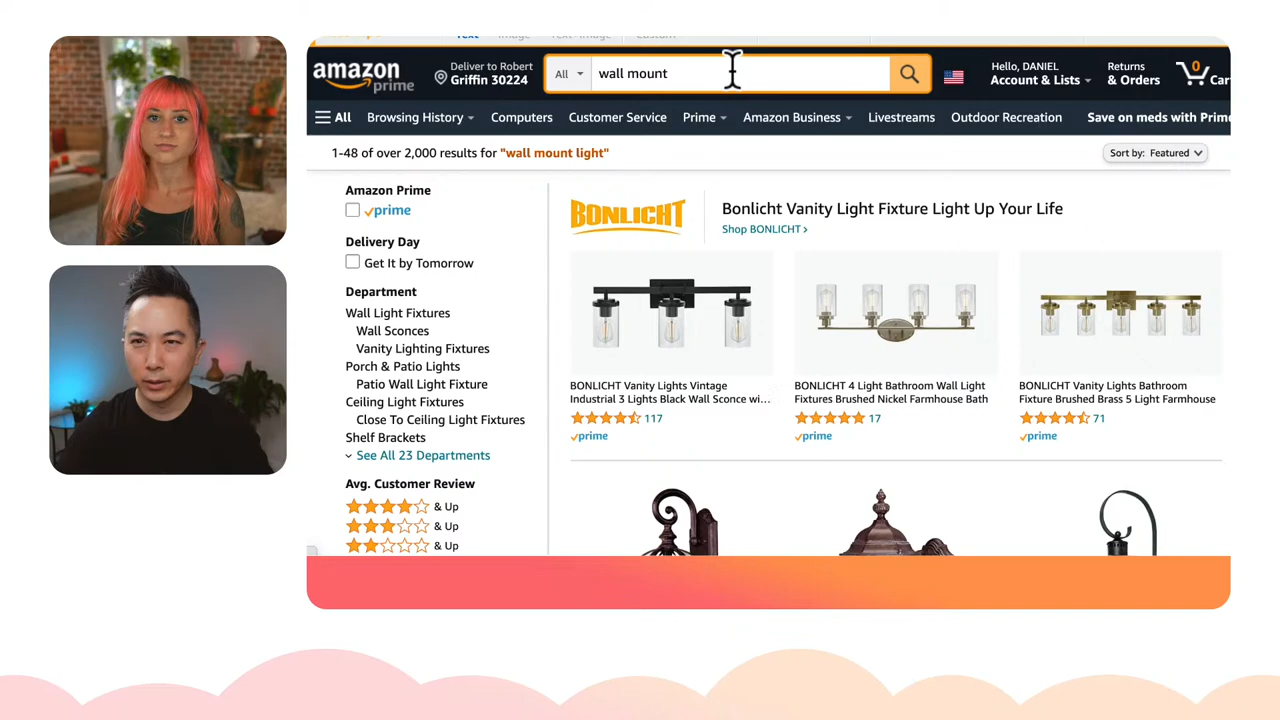 amazon
prime
Deliver to Robert
Griffin 30224
All
wall mount
Hello, DANIEL
Account & Lists
Returns
& Orders
0
Car
All
Browsing History
Computers
Customer Service
Prime
Amazon Business
Livestreams
Outdoor Recreation
Save on meds with Prime
1-48 of over 2,000 results for "wall mount light"
Sort by: Featured
Amazon Prime
prime
Delivery Day
Get It by Tomorrow
Department
Wall Light Fixtures
Wall Sconces
Vanity Lighting Fixtures
Porch & Patio Lights
Patio Wall Light Fixture
Ceiling Light Fixtures
Close To Ceiling Light Fixtures
Shelf Brackets
See All 23 Departments
Avg. Customer Review
& Up
& Up
& Up
BONLICHT
Bonlicht Vanity Light Fixture Light Up Your Life
Shop BONLICHT ›
BONLICHT Vanity Lights Vintage
Industrial 3 Lights Black Wall Sconce wi…
117
prime
BONLICHT 4 Light Bathroom Wall Light
Fixtures Brushed Nickel Farmhouse Bath
17
prime
BONLICHT Vanity Lights Bathroom
Fixture Brushed Brass 5 Light Farmhouse
71
prime